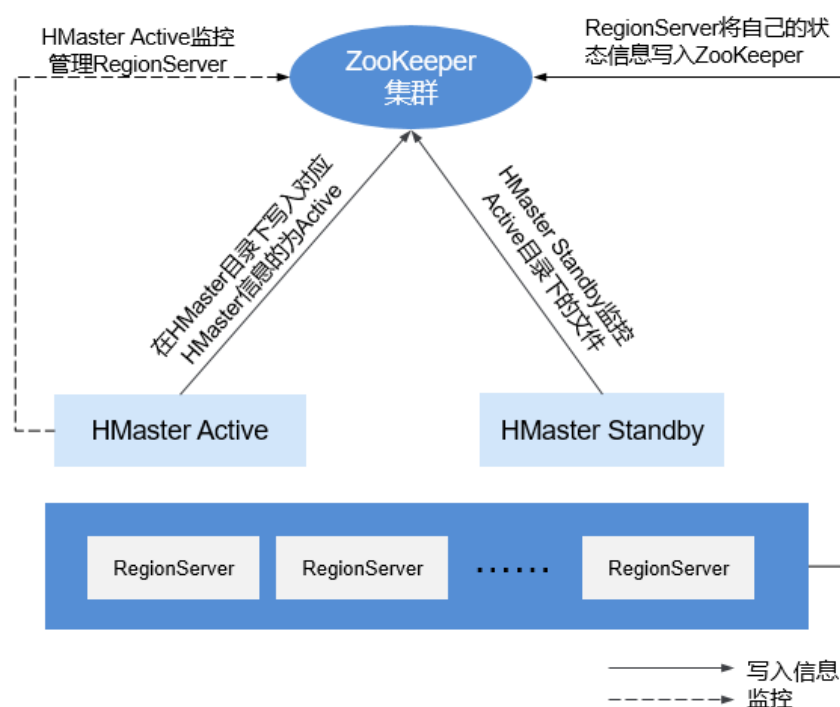 HMaster Active监控
管理RegionServer
ZooKeeper
集群
RegionServer将自己的状
态信息写入ZooKeeper
在HMaster目录下写入对应
HMaster信息的为Active
HMaster Standby监控
Active目录下的文件
HMaster Active
HMaster Standby
RegionServer
RegionServer
······
RegionServer
写入信息
监控